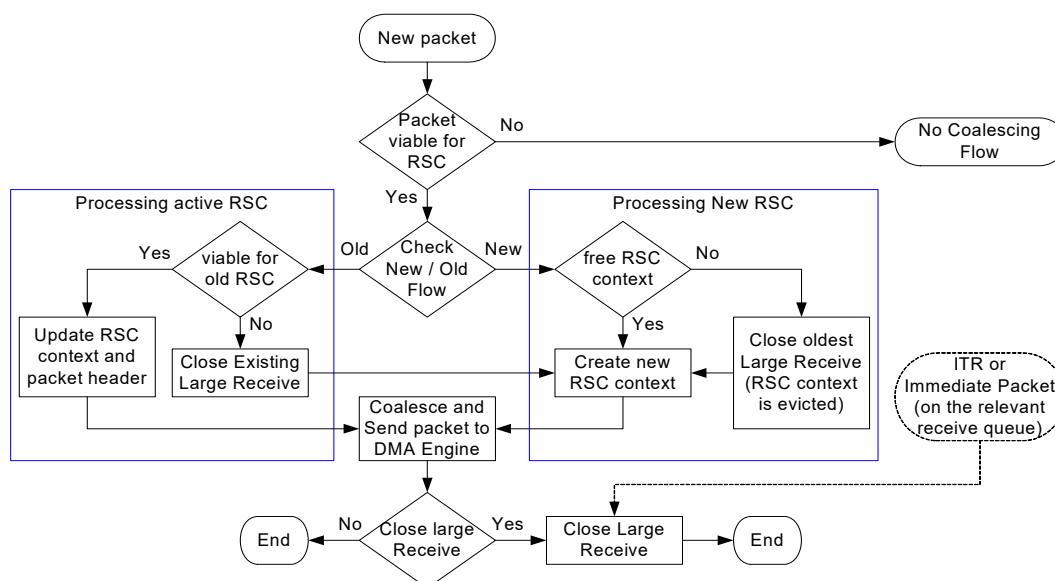 New packet
Packet
viable for
RSC
No
No Coalescing
Flow
Yes
Processing active RSC
Processing New RSC
Yes
viable for
old RSC
Old
Check
New / Old
Flow
New
free RSC
context
No
No
Yes
Update RSC
context and
packet header
Close Existing
Large Receive
Create new
RSC context
Close oldest
Large Receive
(RSC context
is evicted)
ITR or
Immediate Packet
(on the relevant
receive queue)
Coalesce and
Send packet to
DMA Engine
End
No
Close large
Receive
Yes
Close Large
Receive
End